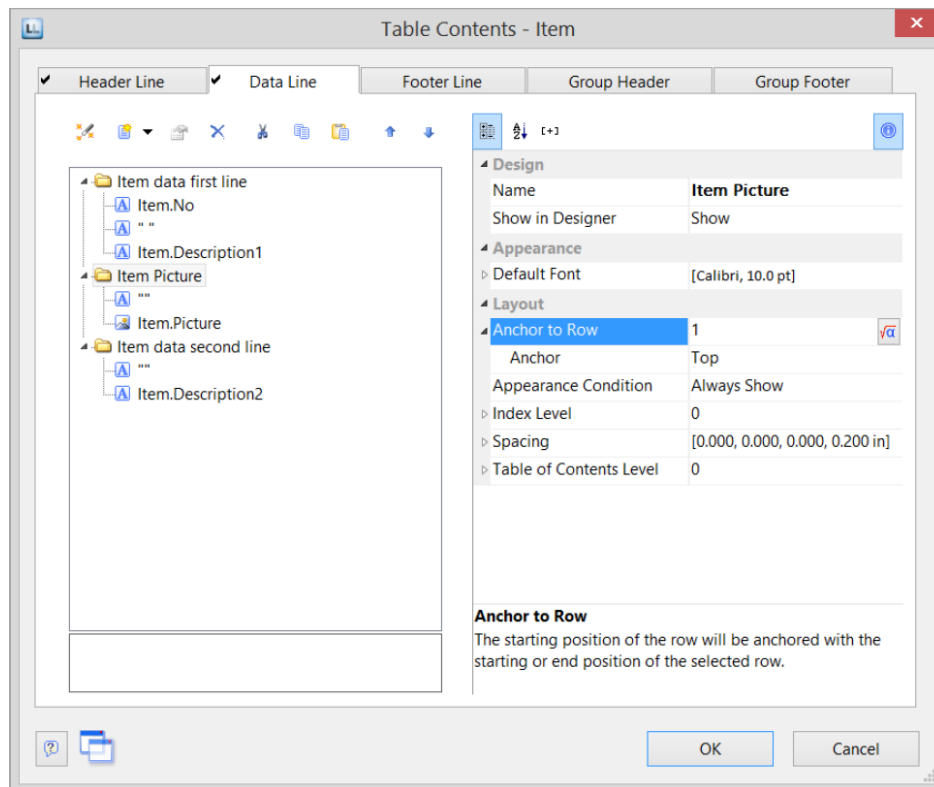 LL
Table Contents - Item
Header Line
Data Line
Footer Line
Group Header
Group Footer
Item data first line
Item.No
" "
Item.Description1
Item Picture
""
Item.Picture
Item data second line
""
Item.Description2
[+]
Design
Name Item Picture
Show in Designer Show
Appearance
Default Font [Calibri, 10.0 pt]
Layout
Anchor to Row 1
Anchor Top
Appearance Condition Always Show
Index Level 0
Spacing [0.000, 0.000, 0.000, 0.200 in]
Table of Contents Level 0
Anchor to Row
The starting position of the row will be anchored with the
starting or end position of the selected row.
OK
Cancel